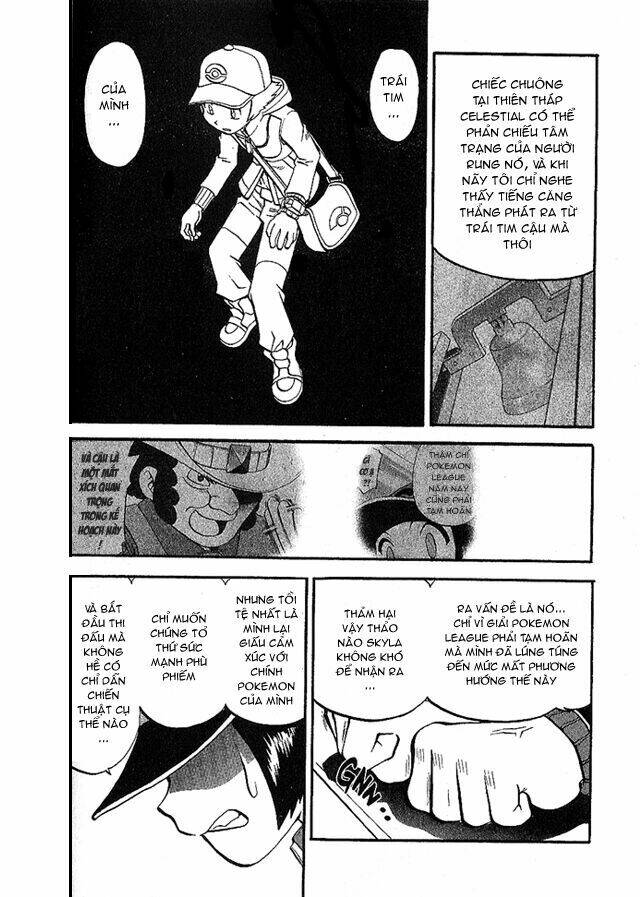 CHIẾC CHUÔNG
TẠI THIÊN THÁP
CELESTIAL CÓ THỂ
PHẢN CHIẾU TÂM
TRẠNG CỦA NGƯỜI
RUNG NÓ, VÀ KHI
NÃY TÔI CHỈ NGHE
THẤY TIẾNG CĂNG
THẲNG PHÁT RA TỪ
TRÁI TIM CẬU MÀ
THÔI
TRÁI
TIM
...
CỦA
MÌNH
...
THẬM CHÍ
POKEMON
LEAGUE
NĂM NAY
CŨNG PHẢI
TẠM HOÃN
GÌ
CƠ Ạ
?!
VÀ CẬU LÀ
MỘT MẮT
XÍCH QUAN
TRỌNG
TRONG KẾ
HOẠCH NÀY
!
RA VẤN ĐỀ LÀ NÓ...
CHỈ VÌ GIẢI POKEMON
LEAGUE PHẢI TẠM HOÃN
MÀ MÌNH ĐÃ LÚNG TÚNG
ĐẾN MỨC MẤT PHƯƠNG
HƯỚNG THẾ NÀY
THẢM HẠI
VẬY THẢO
NÀO SKYLA
KHÔNG KHÓ
ĐỂ NHẬN RA
...
GNN...
NHƯNG TỒI
TỆ NHẤT LÀ
MÌNH LẠI
GIẤU CẢM
XÚC VỚI
CHÍNH
POKEMON
CỦA MÌNH
CHỈ MUỐN
CHỨNG TỎ
THỨ SỨC
MẠNH PHÙ
PHIẾM
VÀ BẮT
ĐẦU THI
ĐẤU MÀ
KHÔNG
HỀ CÓ
CHỈ DẪN
CHIẾN
THUẬT CỤ
THỂ NÀO
...